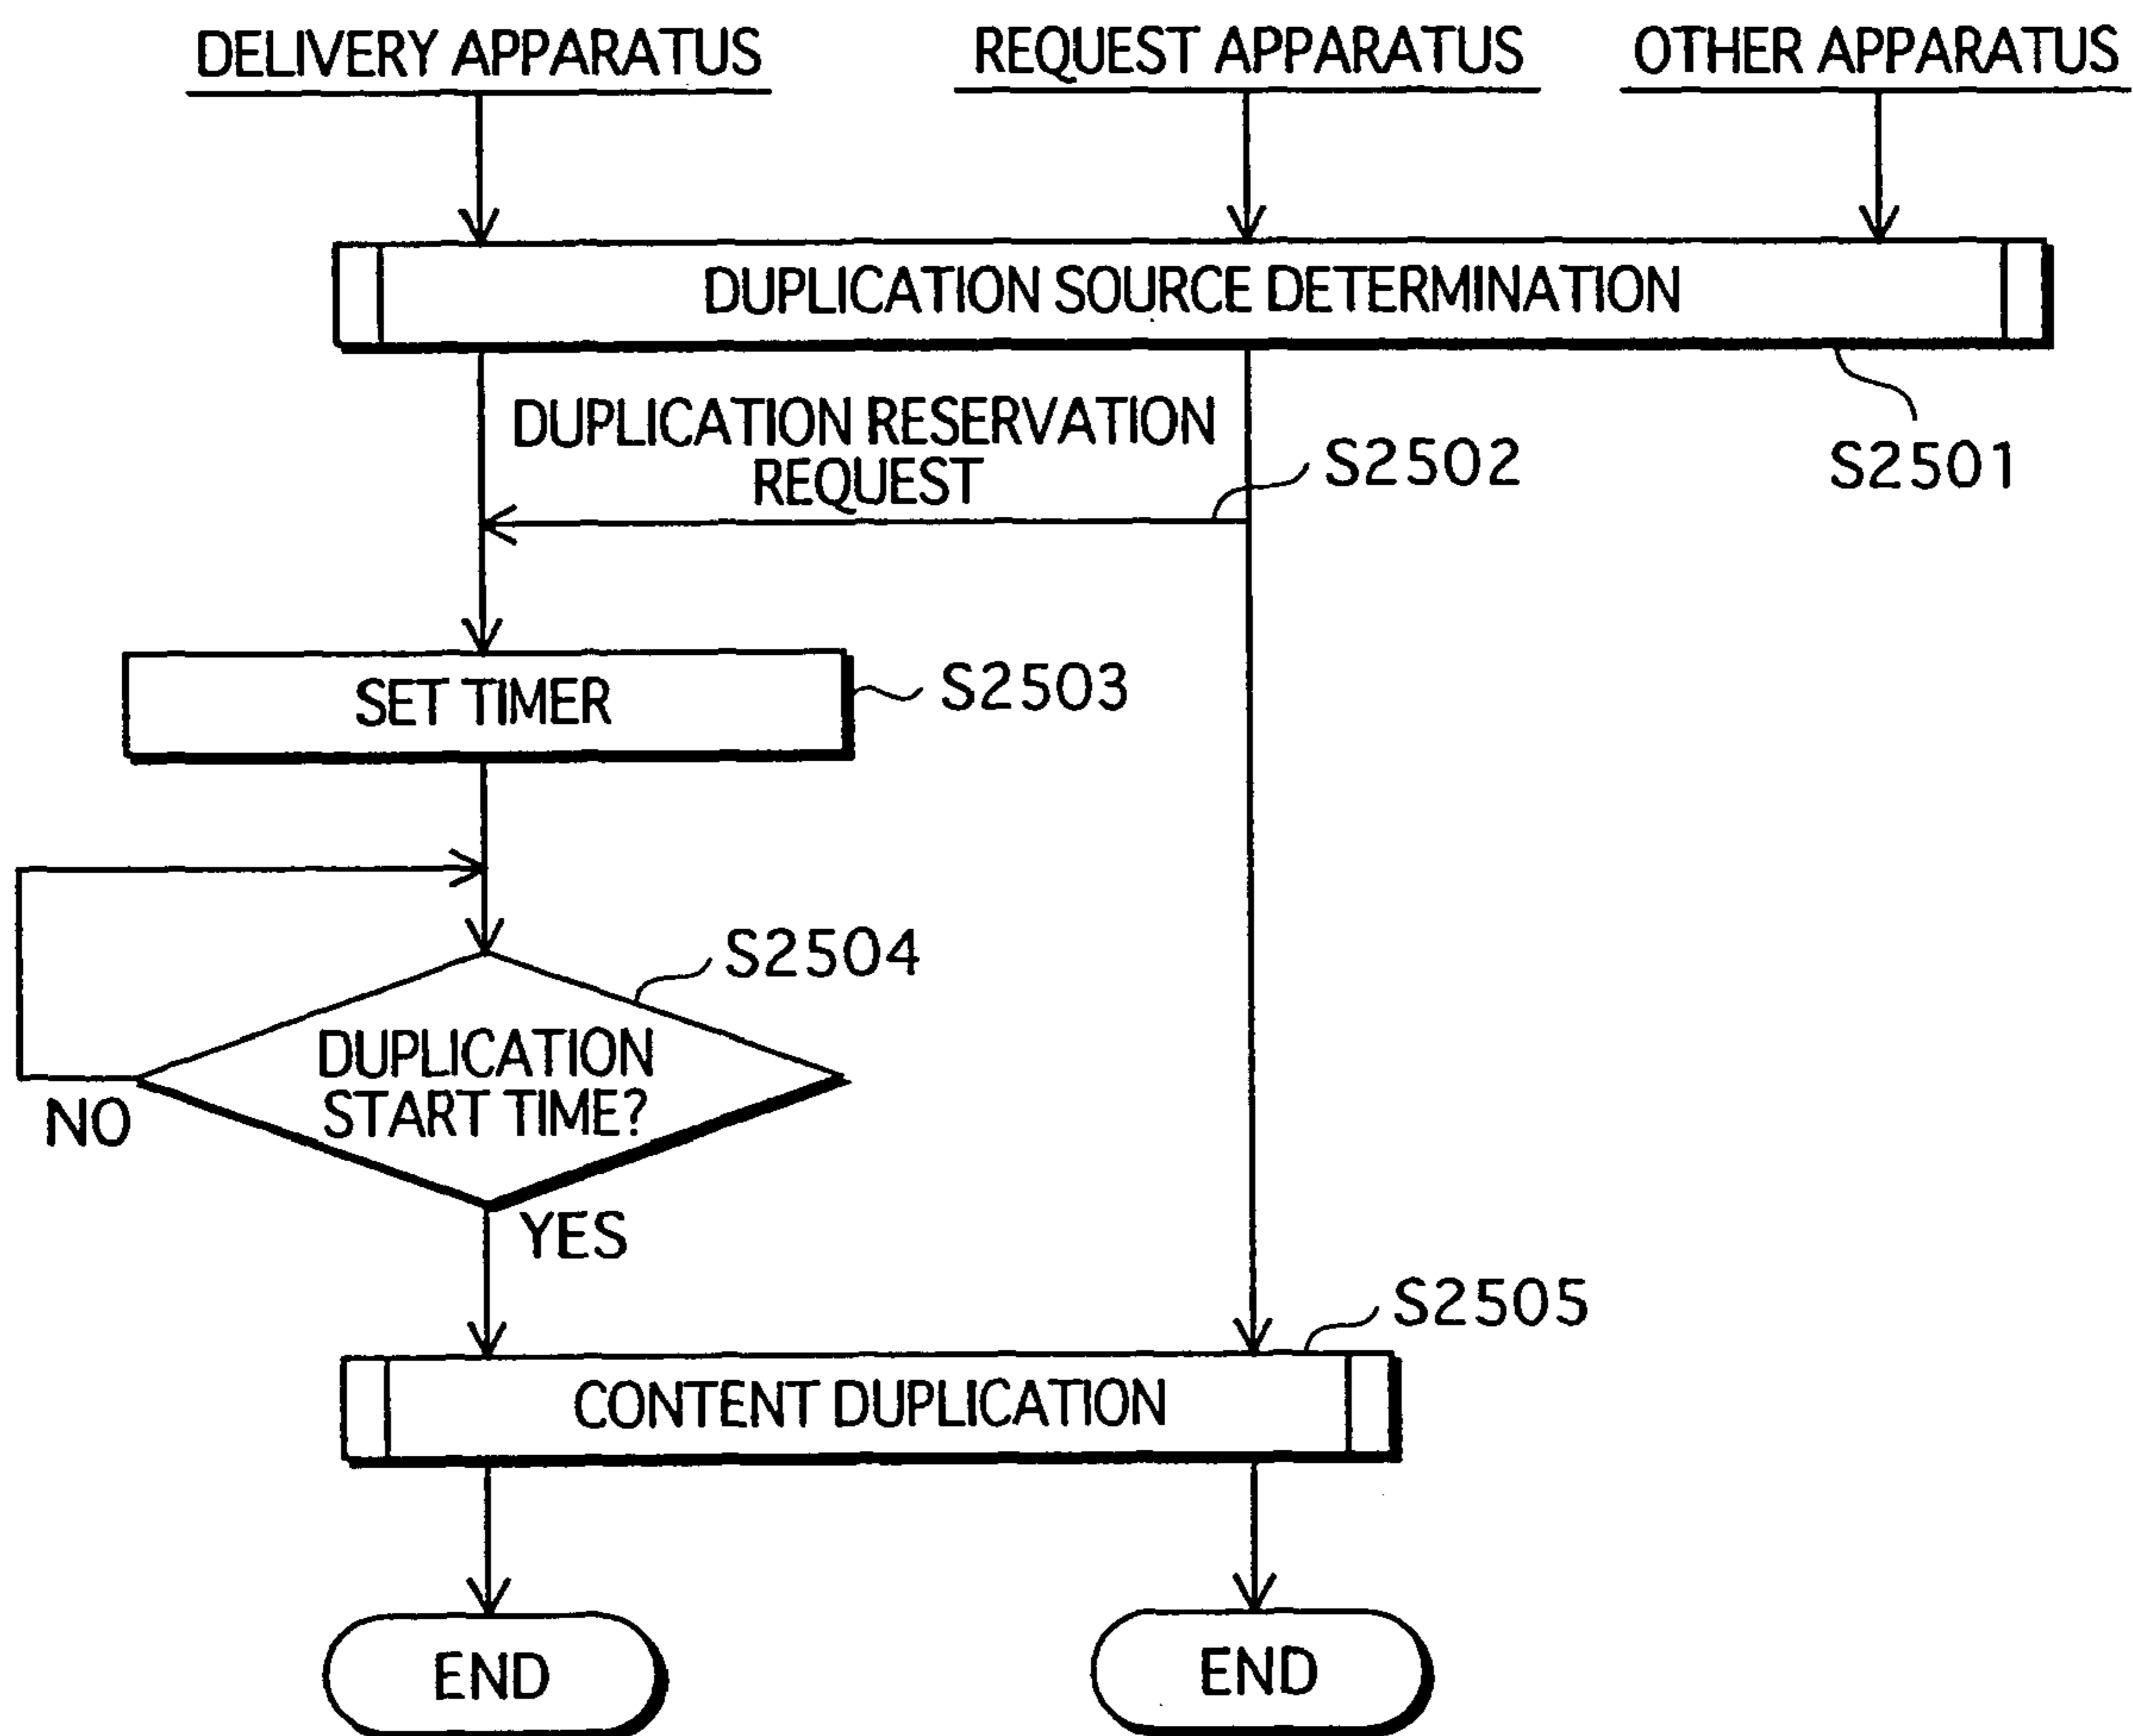 DELIVERY APPARATUS
REQUEST APPARATUS
OTHER APPARATUS
DUPLICATION SOURCE DETERMINATION
S2501
DUPLICATION RESERVATION
REQUEST
S2502
SET TIMER
S2503
S2504
DUPLICATION
START TIME?
NO
YES
S2505
CONTENT DUPLICATION
END
END